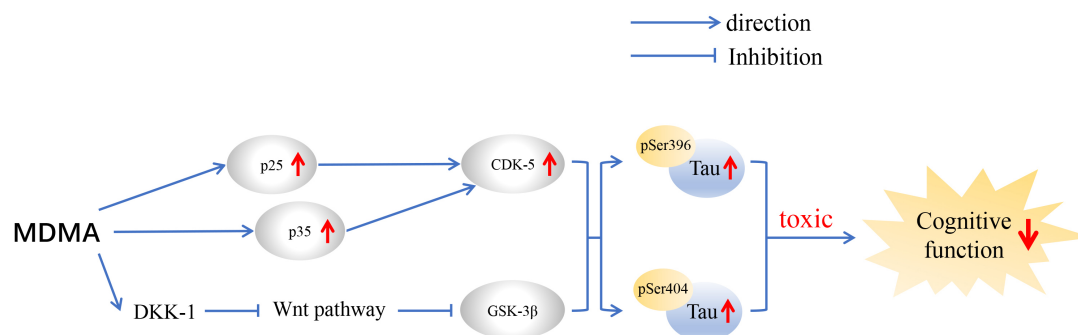 direction
Inhibition
p25
CDK-5
pSer396
Tau
MDMA
p35
toxic
Cognitive
function
DKK-1
Wnt pathway
GSK-3β
pSer404
Tau